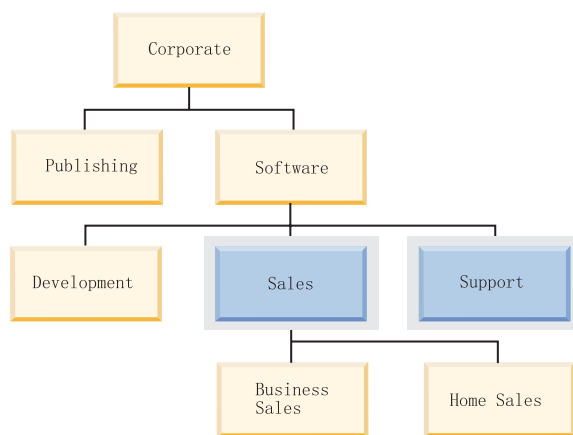 Corporate
Publishing
Software
Development
Sales
Support
Business
Sales
Home Sales